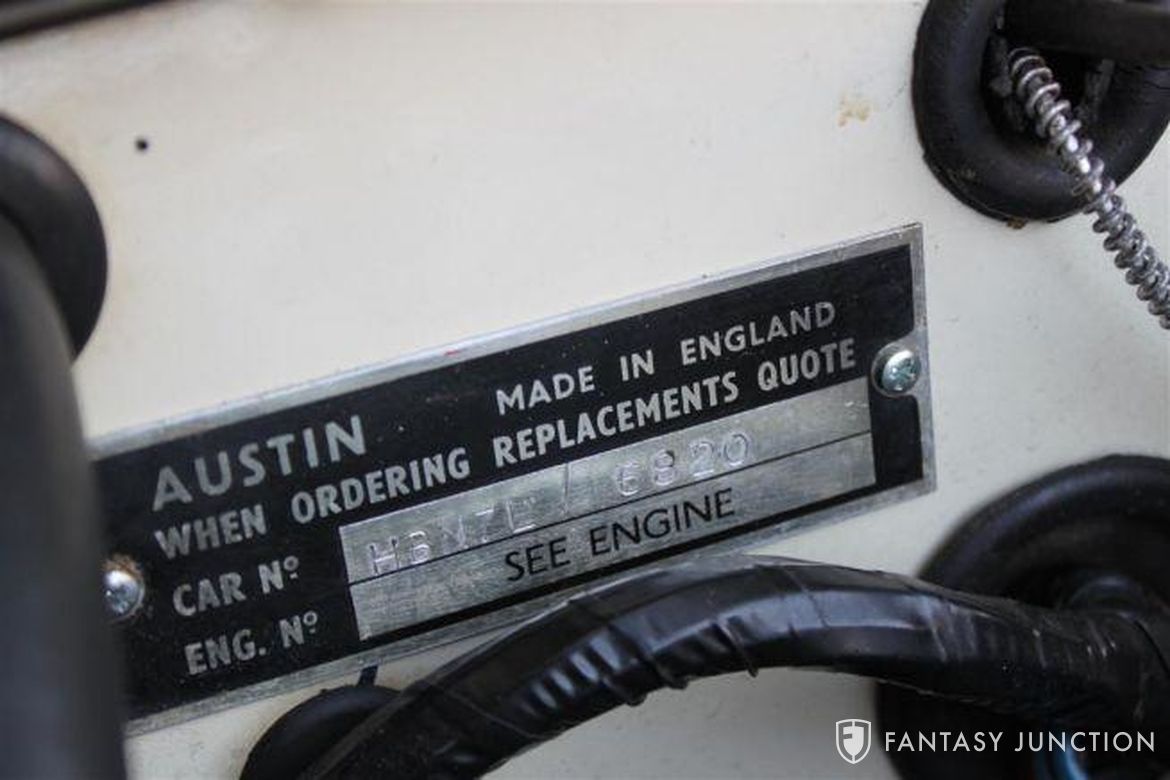 AUSTIN MADE IN ENGLAND
WHEN ORDERING REPLACEMENTS QUOTE
CAR Nº HBN7L / 6820
ENG. Nº SEE ENGINE
FANTASY JUNCTION